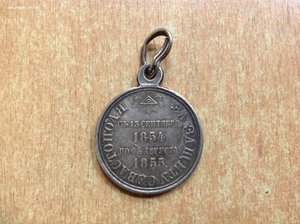 ЗА ЗАЩИТУ СЕВАСТОПОЛЯ
СЪ 13 СЕНТЯБРЯ
1854
ПО 28 АВГУСТА
1855.